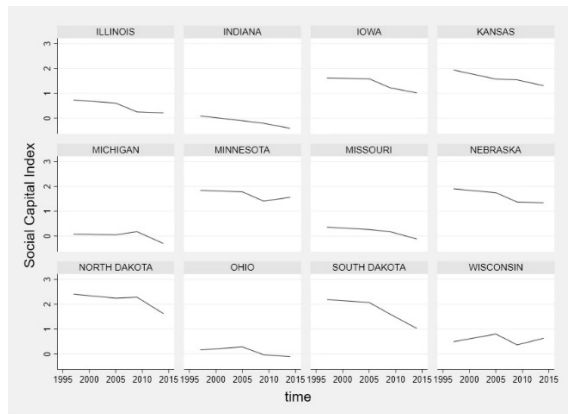 ILLINOIS INDIANA IOWA KANSAS
3
2
1
0
MICHIGAN MINNESOTA MISSOURI NEBRASKA
3
2
1
0
NORTH DAKOTA OHIO SOUTH DAKOTA WISCONSIN
3
2
1
0
Social Capital Index
1995 2000 2005 2010 2015 1995 2000 2005 2010 2015 1995 2000 2005 2010 2015 1995 2000 2005 2010 2015
time